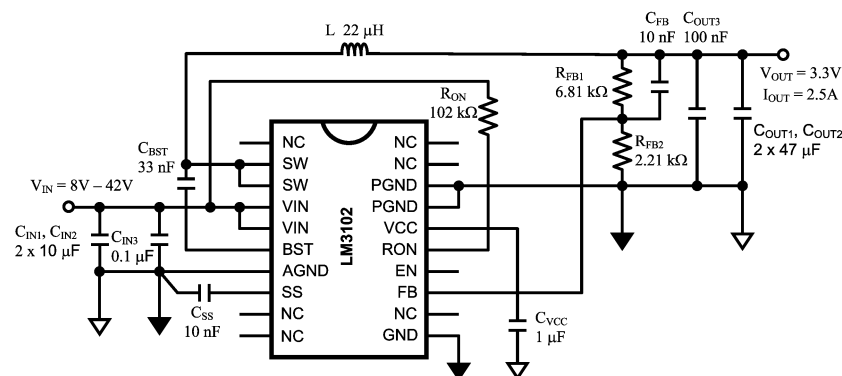 L 22 μH
C_FB
10 nF
C_OUT3
100 nF
R_ON
102 kΩ
R_FB1
6.81 kΩ
V_OUT = 3.3V
I_OUT = 2.5A
C_OUT1, C_OUT2
2 x 47 μF
R_FB2
2.21 kΩ
C_BST
33 nF
V_IN = 8V – 42V
C_IN1, C_IN2
2 x 10 μF
C_IN3
0.1 μF
C_SS
10 nF
C_VCC
1 μF
LM3102
NC
SW
SW
VIN
VIN
BST
AGND
SS
NC
NC
NC
NC
PGND
PGND
VCC
RON
EN
FB
NC
GND